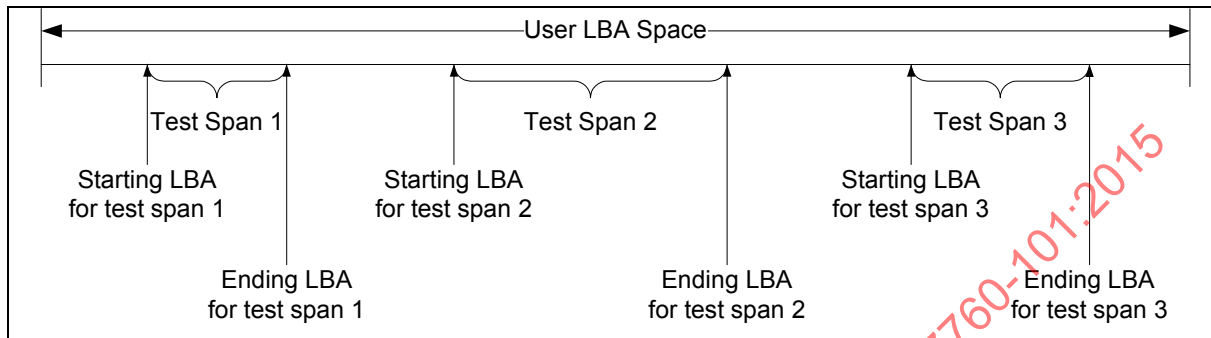 User LBA Space
Test Span 1
Test Span 2
Test Span 3
Starting LBA
for test span 1
Starting LBA
for test span 2
Starting LBA
for test span 3
Ending LBA
for test span 1
Ending LBA
for test span 2
Ending LBA
for test span 3
760-101:2015